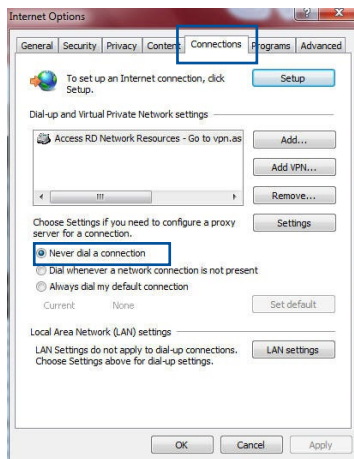 Internet Options
General Security Privacy Content Connections Programs Advanced
To set up an Internet connection, click
Setup.
Setup
Dial-up and Virtual Private Network settings
Access RD Network Resources - Go to vpn.as
Add...
Add VPN...
Remove...
Choose Settings if you need to configure a proxy
server for a connection.
Settings
Never dial a connection
Dial whenever a network connection is not present
Always dial my default connection
Current None
Set default
Local Area Network (LAN) settings
LAN Settings do not apply to dial-up connections.
Choose Settings above for dial-up settings.
LAN settings
OK Cancel Apply